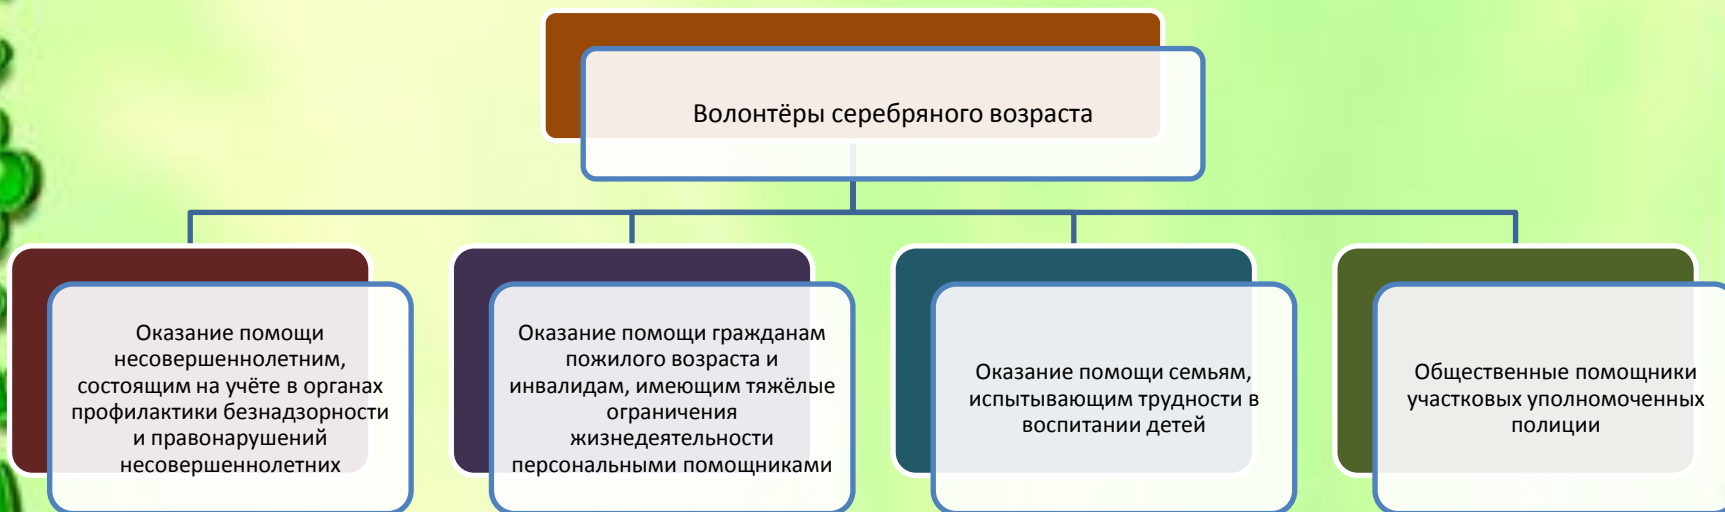 Волонтёры серебряного возраста
Оказание помощи
несовершеннолетним,
состоящим на учёте в органах
профилактики безнадзорности
и правонарушений
несовершеннолетних
Оказание помощи гражданам
пожилого возраста и
инвалидам, имеющим тяжёлые
ограничения
жизнедеятельности
персональными помощниками
Оказание помощи семьям,
испытывающим трудности в
воспитании детей
Общественные помощники
участковых уполномоченных
полиции